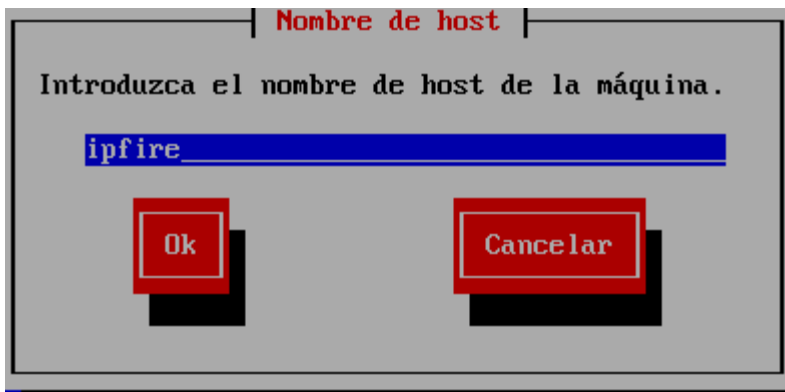 Nombre de host
Introduzca el nombre de host de la máquina.
ipfire
Ok
Cancelar